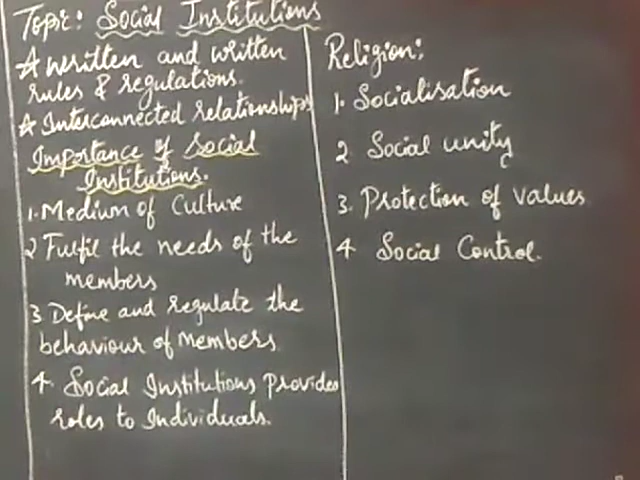 Topic: Social Institutions
☆ written and written
rules & regulations.
☆ Interconnected relationships
Importance of Social
Institutions.
1. Medium of Culture
2 Fulfil the needs of the
members
3 Define and regulate the
behaviour of Members
4. Social Institutions provides
roles to Individuals.
Religion:
1. Socialisation
2 Social unity
3. Protection of values
4 Social Control.